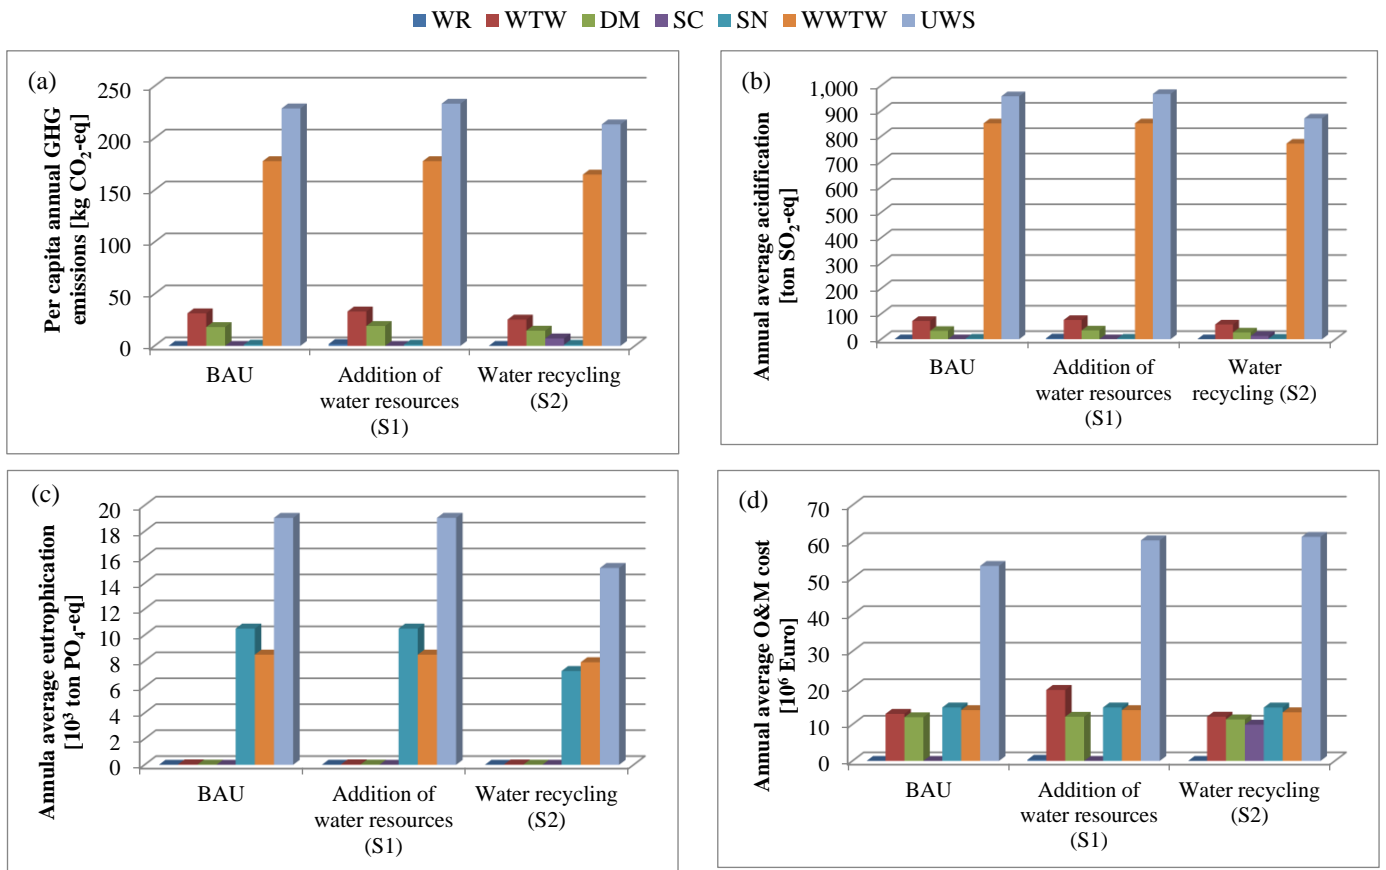 WR WTW DM SC SN WWTW UWS
(a)
Per capita annual GHG
emissions [kg CO₂-eq]
250
200
150
100
50
0
BAU
Addition of
water resources
(S1)
Water recycling
(S2)
(b)
Annual average acidification
[ton SO₂-eq]
1,000
900
800
700
600
500
400
300
200
100
0
BAU
Addition of
water resources
(S1)
Water
recycling (S2)
(c)
Annula average eutrophication
[10³ ton PO₄-eq]
20
18
16
14
12
10
8
6
4
2
0
BAU
Addition of
water resources
(S1)
Water recycling
(S2)
(d)
Annual average O&M cost
[10⁶ Euro]
70
60
50
40
30
20
10
0
BAU
Addition of
water resources
(S1)
Water recycling
(S2)